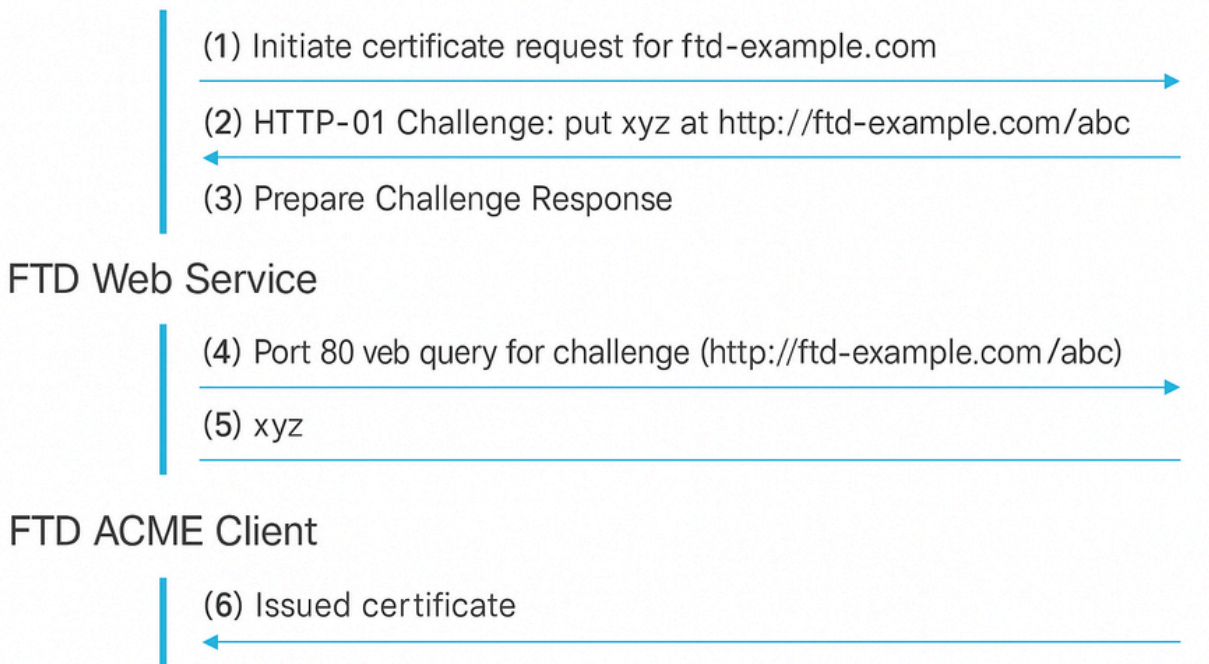 (1) Initiate certificate request for ftd-example.com
(2) HTTP-01 Challenge: put xyz at http://ftd-example.com/abc
(3) Prepare Challenge Response
FTD Web Service
(4) Port 80 veb query for challenge (http://ftd-example.com/abc)
(5) xyz
FTD ACME Client
(6) Issued certificate